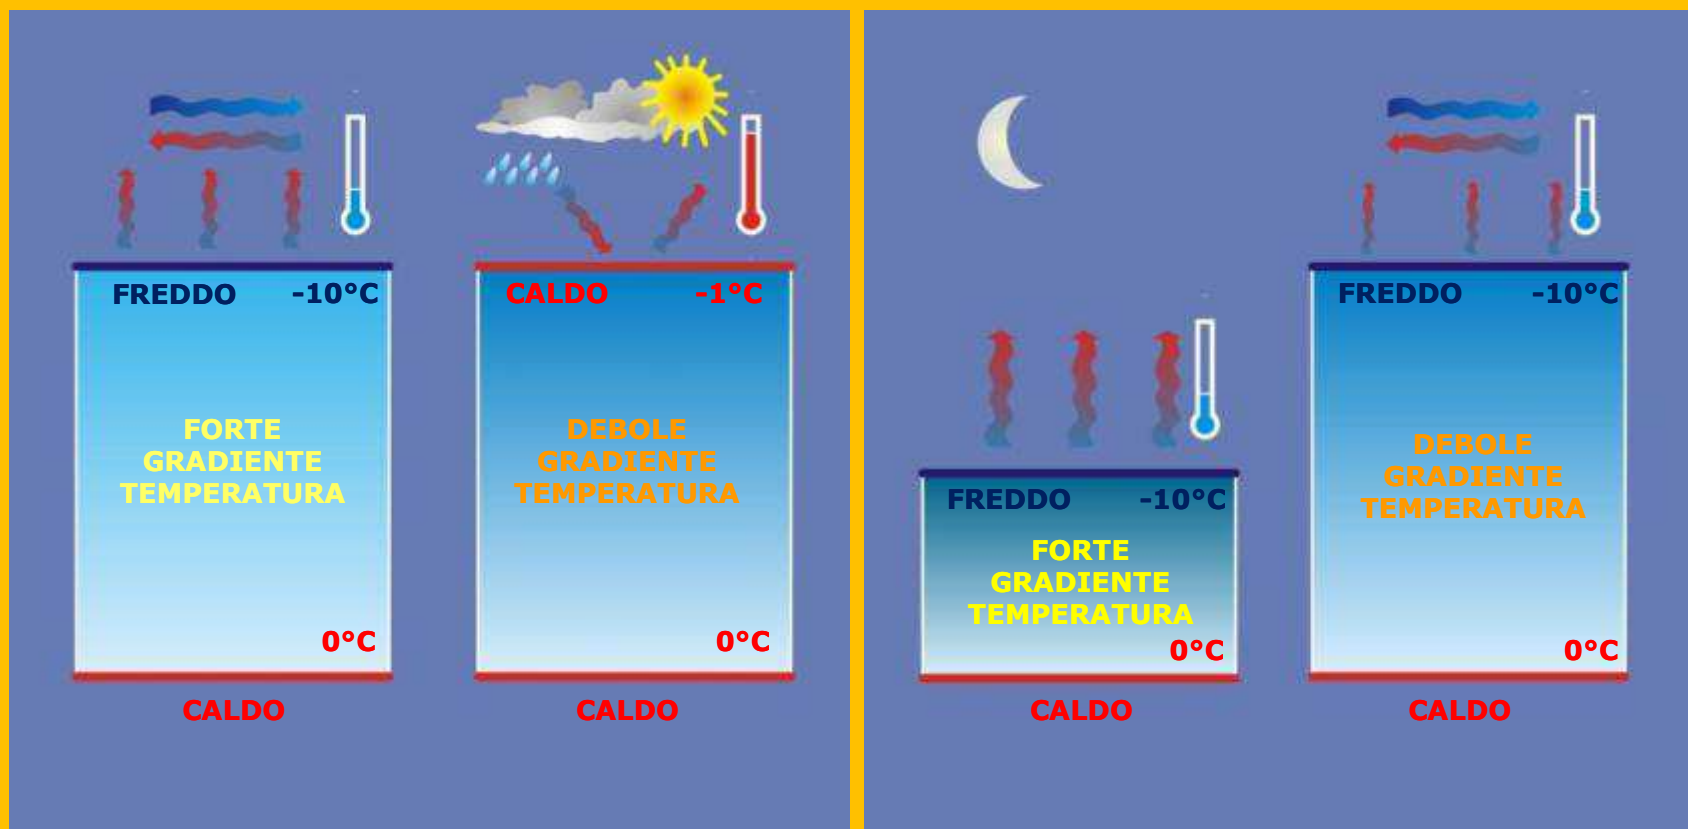 FREDDO -10°C
FORTE
GRADIENTE
TEMPERATURA
0°C
CALDO
CALDO -1°C
DEBOLE
GRADIENTE
TEMPERATURA
0°C
CALDO
FREDDO -10°C
FORTE
GRADIENTE
TEMPERATURA
0°C
CALDO
FREDDO -10°C
DEBOLE
GRADIENTE
TEMPERATURA
0°C
CALDO